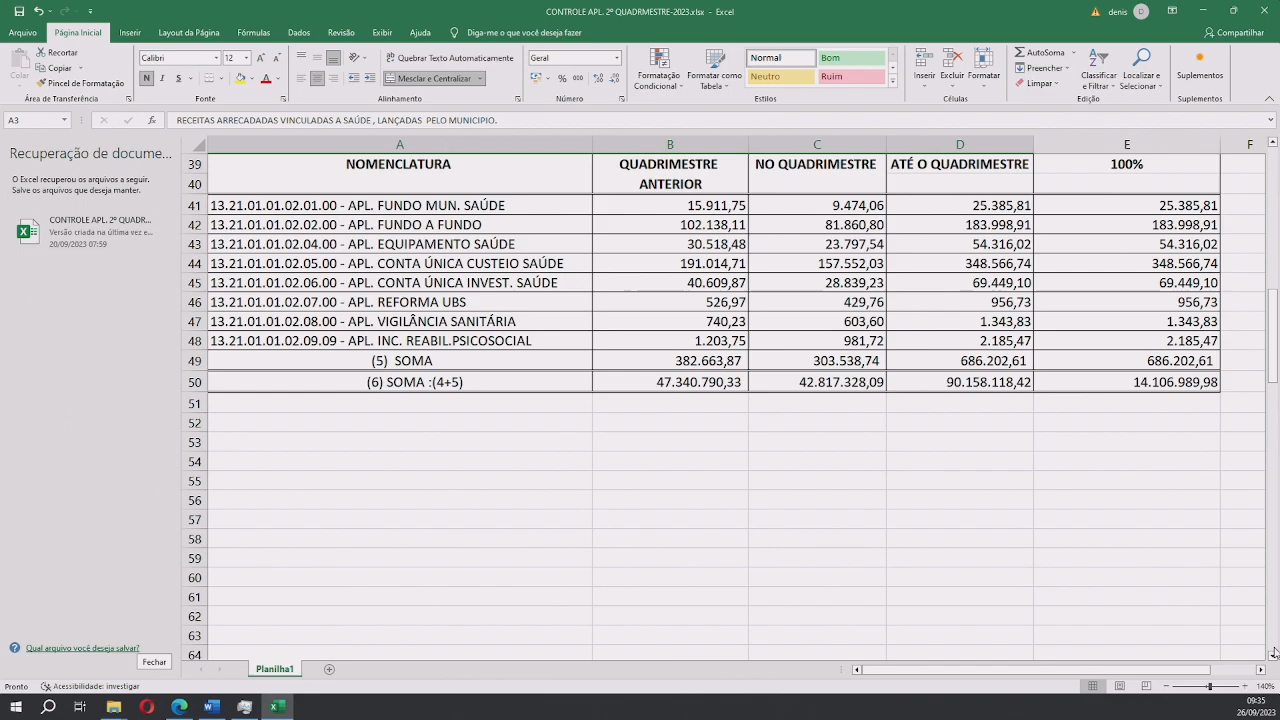 CONTROLE APL. 2º QUADRMESTRE-2023.xlsx - Excel
denis D
Arquivo Página Inicial Inserir Layout da Página Fórmulas Dados Revisão Exibir Ajuda Diga-me o que você deseja fazer Compartilhar
Colar
Recortar
Copiar
Pincel de Formatação
Área de Transferência
Calibri 12
N I S
Fonte
Quebrar Texto Automaticamente
Mesclar e Centralizar
Alinhamento
Geral
% 000
Número
Formatação Condicional
Formatar como Tabela
Normal Bom
Neutro Ruim
Estilos
Inserir Excluir Formatar
Células
AutoSoma
Preencher
Limpar
Classificar e Filtrar
Localizar e Selecionar
Edição
Suplementos
Suplementos
A3 fx RECEITAS ARRECADADAS VINCULADAS A SAÚDE , LANÇADAS PELO MUNICIPIO.
Recuperação de docume...
O Excel recuperou os arquivos a seguir.
Salve os arquivos que deseja manter.
CONTROLE APL. 2º QUADR...
Versão criada na última vez e...
20/09/2023 07:59
Qual arquivo você deseja salvar?
Fechar
A B C D E F
39 NOMENCLATURA QUADRIMESTRE NO QUADRIMESTRE ATÉ O QUADRIMESTRE 100%
40 ANTERIOR
41 13.21.01.01.02.01.00 - APL. FUNDO MUN. SAÚDE 15.911,75 9.474,06 25.385,81 25.385,81
42 13.21.01.01.02.02.00 - APL. FUNDO A FUNDO 102.138,11 81.860,80 183.998,91 183.998,91
43 13.21.01.01.02.04.00 - APL. EQUIPAMENTO SAÚDE 30.518,48 23.797,54 54.316,02 54.316,02
44 13.21.01.01.02.05.00 - APL. CONTA ÚNICA CUSTEIO SAÚDE 191.014,71 157.552,03 348.566,74 348.566,74
45 13.21.01.01.02.06.00 - APL. CONTA ÚNICA INVEST. SAÚDE 40.609,87 28.839,23 69.449,10 69.449,10
46 13.21.01.01.02.07.00 - APL. REFORMA UBS 526,97 429,76 956,73 956,73
47 13.21.01.01.02.08.00 - APL. VIGILÂNCIA SANITÁRIA 740,23 603,60 1.343,83 1.343,83
48 13.21.01.01.02.09.09 - APL. INC. REABIL.PSICOSOCIAL 1.203,75 981,72 2.185,47 2.185,47
49 (5) SOMA 382.663,87 303.538,74 686.202,61 686.202,61
50 (6) SOMA :(4+5) 47.340.790,33 42.817.328,09 90.158.118,42 14.106.989,98
51
52
53
54
55
56
57
58
59
60
61
62
63
64
Planilha1
Pronto Acessibilidade: investigar 140%
09:35
26/09/2023